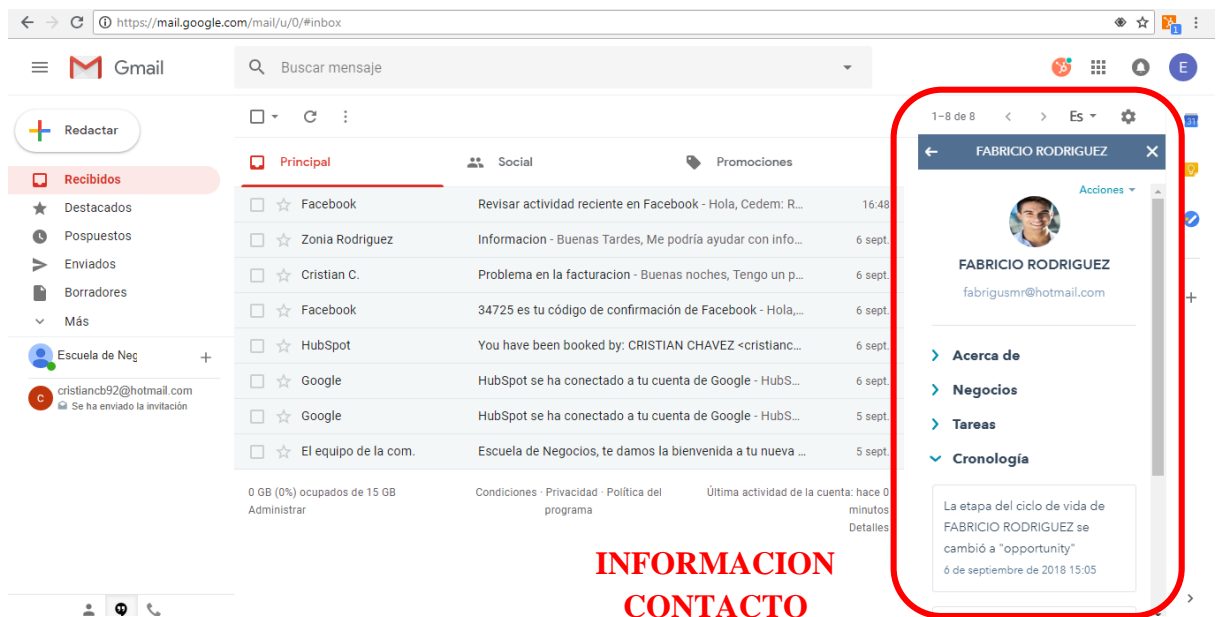 https://mail.google.com/mail/u/0/#inbox
1
Gmail
Buscar mensaje
E
Redactar
1–8 de 8
Es
31
Principal
Social
Promociones
Recibidos
Destacados
Pospuestos
Enviados
Borradores
Más
Escuela de Neg
C
cristiancb92@hotmail.com
Se ha enviado la invitación
Facebook Revisar actividad reciente en Facebook - Hola, Cedem: R... 16:48
Zonia Rodriguez Informacion - Buenas Tardes, Me podría ayudar con info... 6 sept.
Cristian C. Problema en la facturacion - Buenas noches, Tengo un p... 6 sept.
Facebook 34725 es tu código de confirmación de Facebook - Hola,... 6 sept.
HubSpot You have been booked by: CRISTIAN CHAVEZ <cristianc... 6 sept.
Google HubSpot se ha conectado a tu cuenta de Google - HubS... 6 sept.
Google HubSpot se ha conectado a tu cuenta de Google - HubS... 5 sept.
El equipo de la com. Escuela de Negocios, te damos la bienvenida a tu nueva ... 5 sept.
0 GB (0%) ocupados de 15 GB
Administrar
Condiciones · Privacidad · Política del
programa
Última actividad de la cuenta: hace 0
minutos
Detalles
FABRICIO RODRIGUEZ
Acciones
FABRICIO RODRIGUEZ
fabrigusmr@hotmail.com
Acerca de
Negocios
Tareas
Cronología
La etapa del ciclo de vida de
FABRICIO RODRIGUEZ se
cambió a "opportunity"
6 de septiembre de 2018 15:05
INFORMACION
CONTACTO